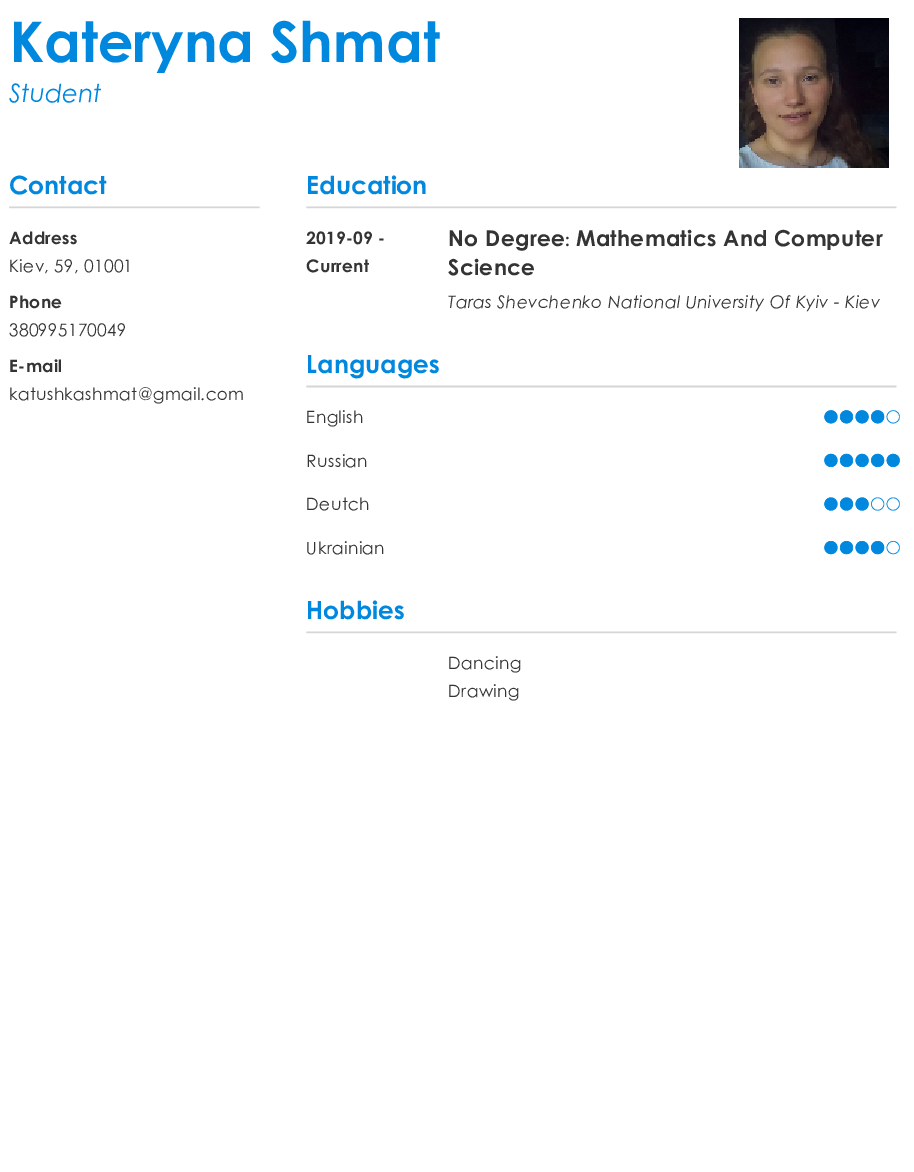 Kateryna Shmat
Student
Contact
Address
Kiev, 59, 01001
Phone
380995170049
E-mail
katushkashmat@gmail.com
Education
2019-09 -
Current
No Degree: Mathematics And Computer
Science
Taras Shevchenko National University Of Kyiv - Kiev
Languages
English
Russian
Deutch
Ukrainian
Hobbies
Dancing
Drawing